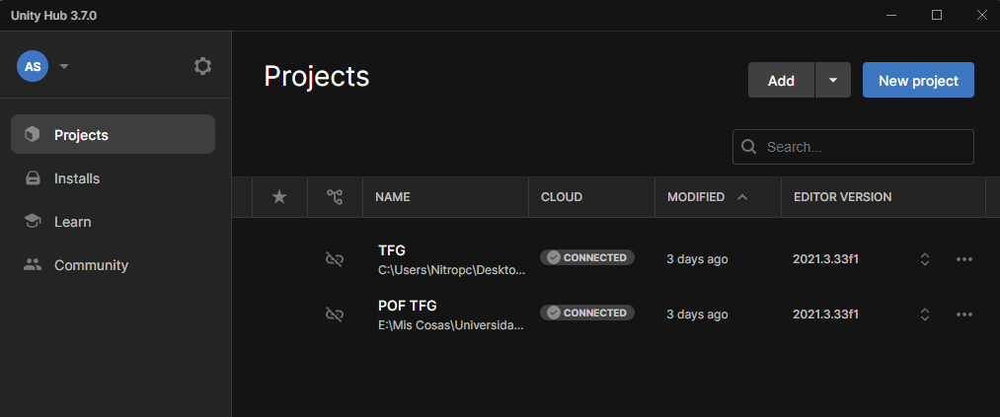 Unity Hub 3.7.0
AS
Projects
Installs
Learn
Community
Projects
Add
New project
Search...
NAME CLOUD MODIFIED EDITOR VERSION
TFG
C:\Users\Nitropc\Deskto...
CONNECTED
3 days ago
2021.3.33f1
POF TFG
E:\Mis Cosas\Universida...
CONNECTED
3 days ago
2021.3.33f1